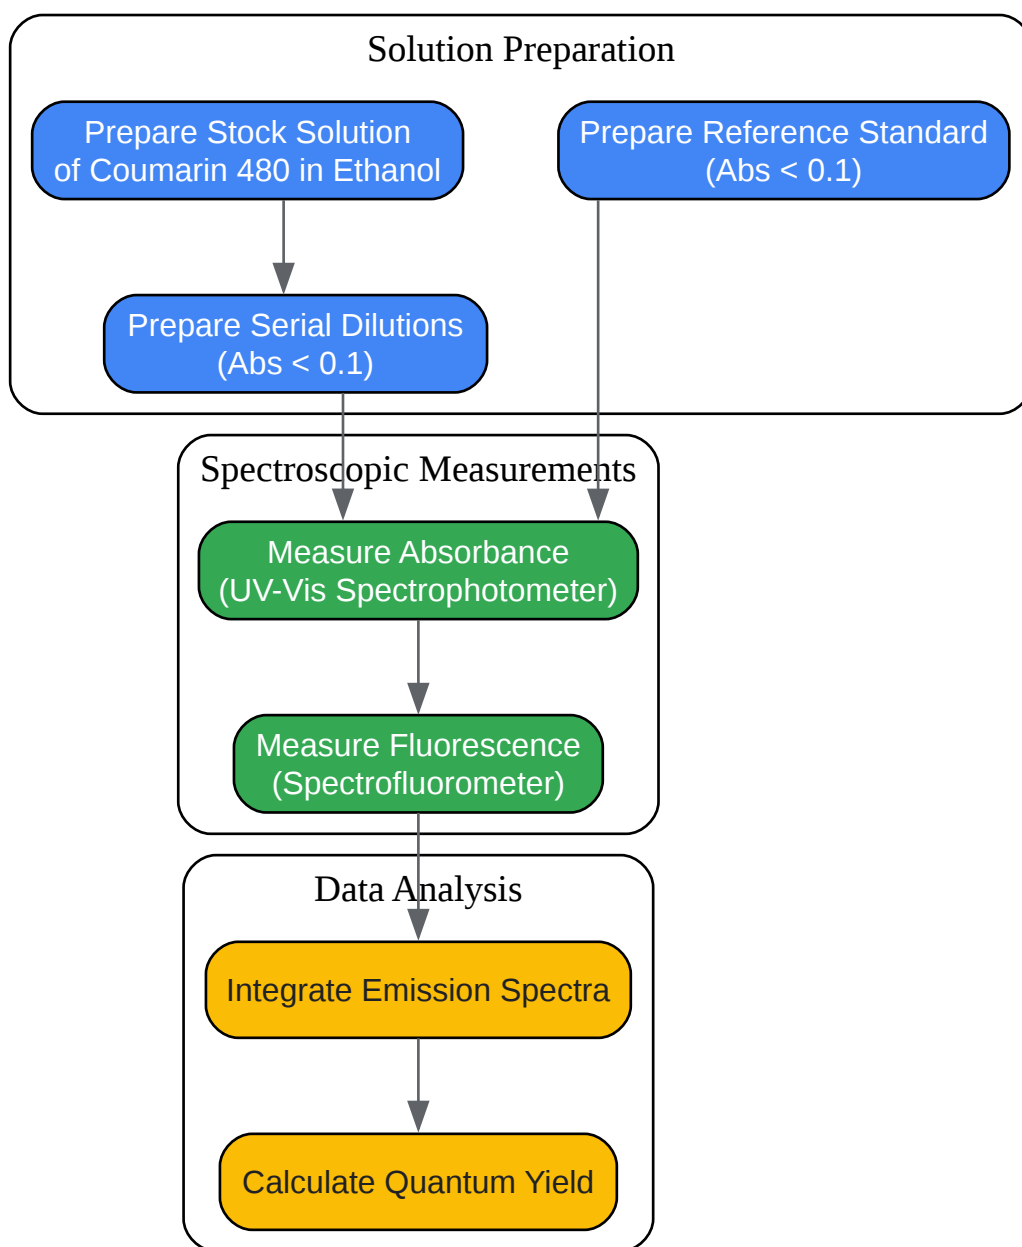 Solution Preparation
Prepare Stock Solution
of Coumarin 480 in Ethanol
Prepare Reference Standard
(Abs < 0.1)
Prepare Serial Dilutions
(Abs < 0.1)
Spectroscopic Measurements
Measure Absorbance
(UV-Vis Spectrophotometer)
Measure Fluorescence
(Spectrofluorometer)
Data Analysis
Integrate Emission Spectra
Calculate Quantum Yield